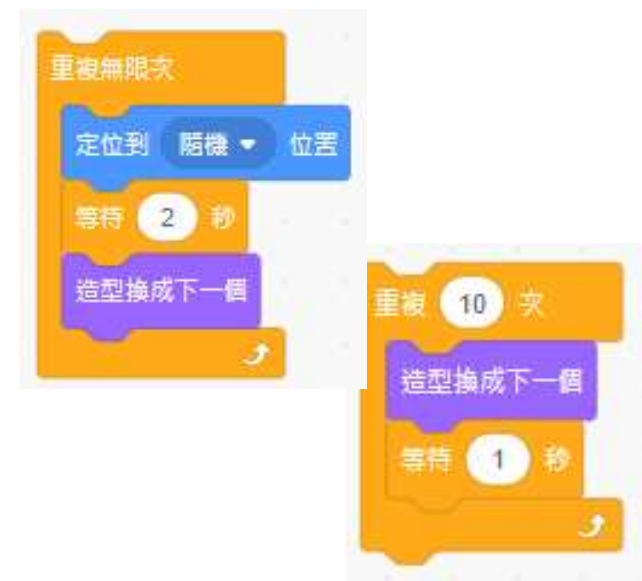 重複無限次
定位到 隨機 位置
等待 2 秒
造型換成下一個
重複 10 次
造型換成下一個
等待 1 秒